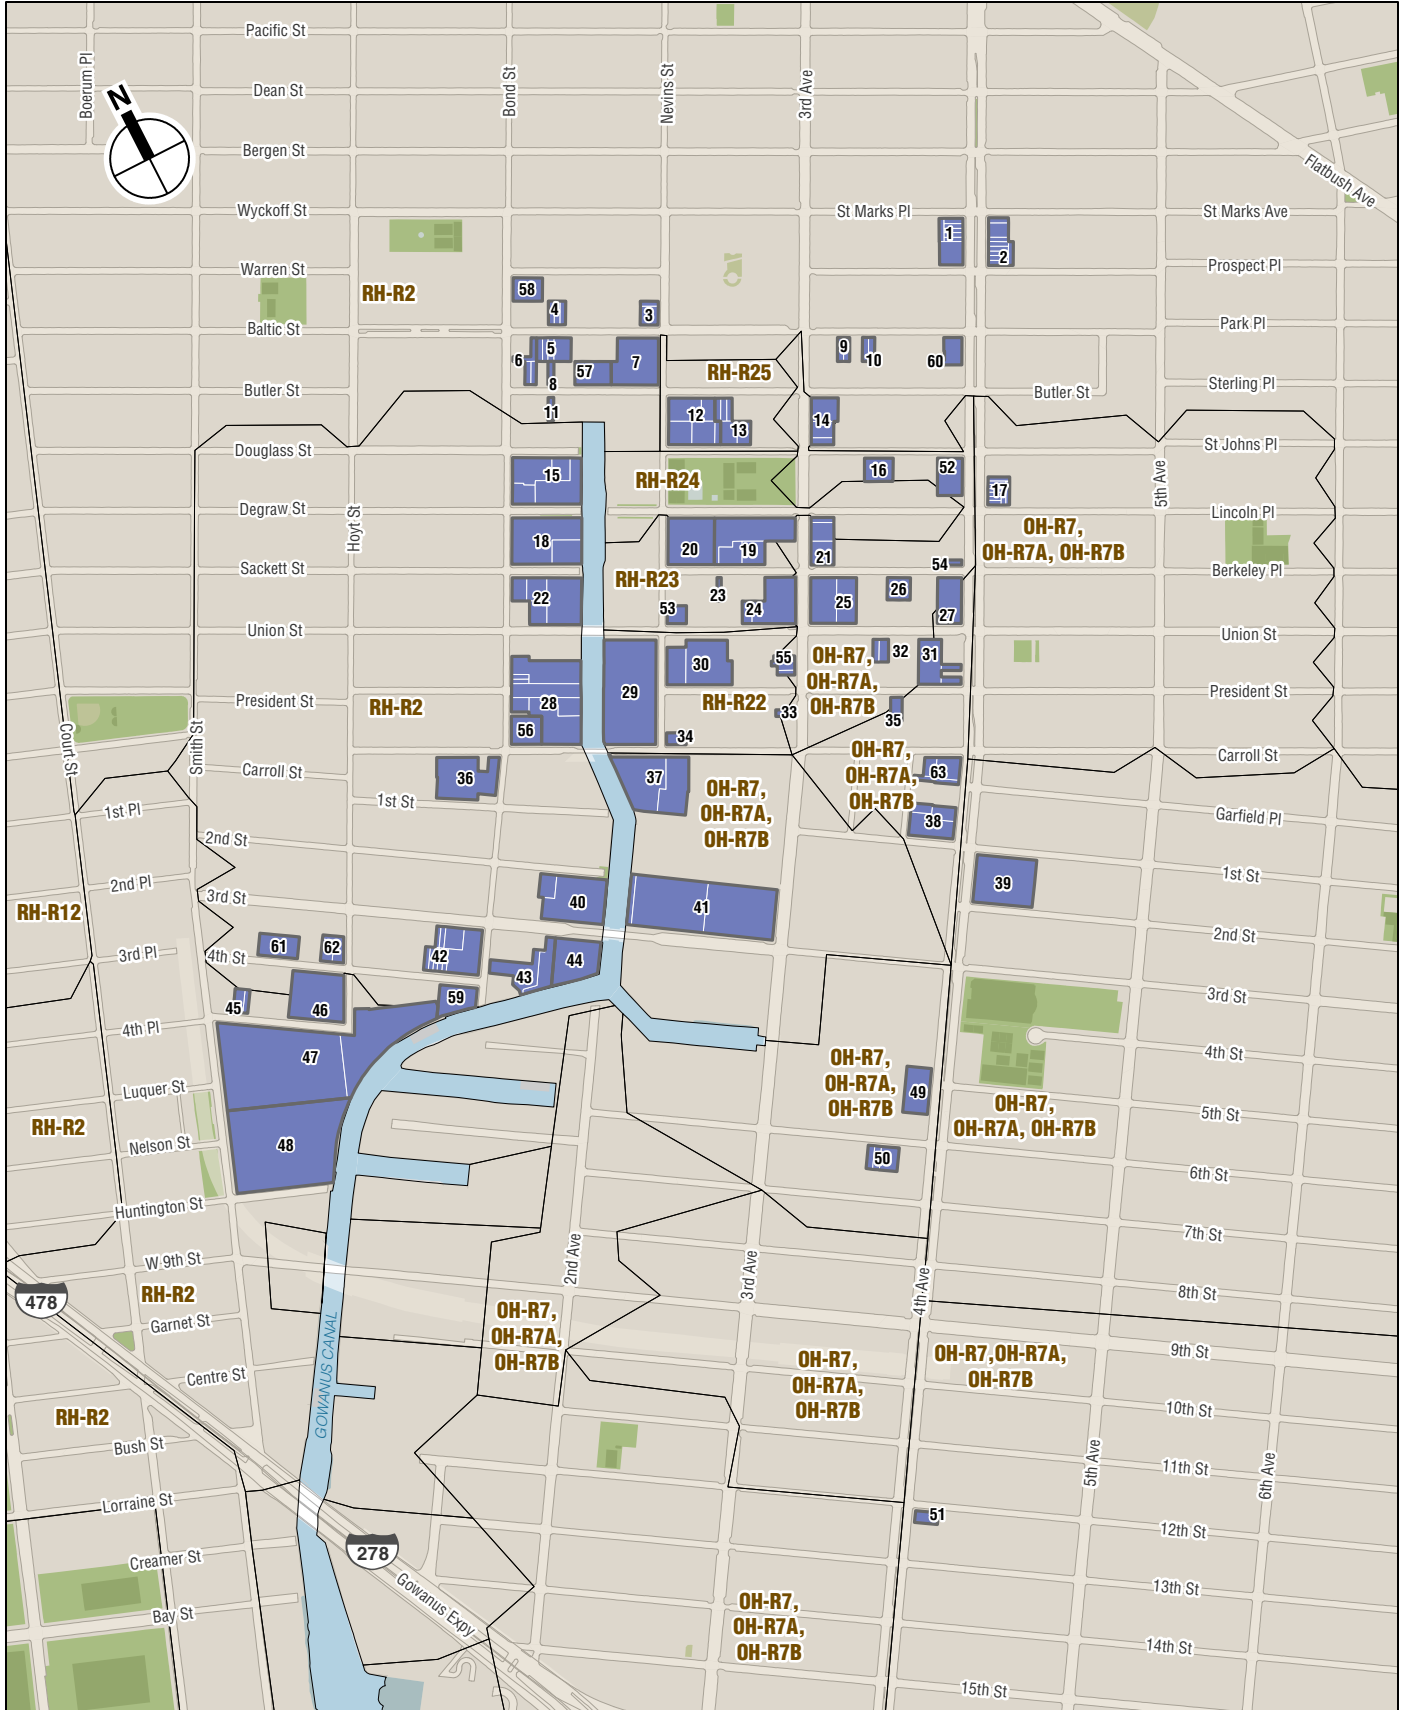 Pacific St
Boerum Pl
Dean St
Bond St
Nevins St
3rd Ave
N
Bergen St
Flatbush Ave
Wyckoff St
St Marks Pl
St Marks Ave
1
2
Warren St
Prospect Pl
RH-R2
58
4
3
Baltic St
Park Pl
5
6
7
57
8
9
10
60
RH-R25
Butler St
Butler St
Sterling Pl
11
12
13
14
Douglass St
St Johns Pl
15
RH-R24
16
52
17
5th Ave
Degraw St
Hoyt St
Lincoln Pl
OH-R7,
OH-R7A, OH-R7B
18
20
19
21
54
Sackett St
RH-R23
Berkeley Pl
22
53
23
24
25
26
27
Union St
Union St
30
55
OH-R7,
OH-R7A,
OH-R7B
32
31
28
29
RH-R22
President St
President St
RH-R2
56
34
33
35
Court St
Smith St
Carroll St
Carroll St
36
37
OH-R7,
OH-R7A,
OH-R7B
63
OH-R7,
OH-R7A,
OH-R7B
1st St
1st Pl
2nd St
38
Garfield Pl
39
1st St
2nd Pl
3rd St
RH-R12
40
41
2nd St
61
62
42
3rd Pl
4th St
43
44
45
46
59
3rd St
4th Pl
47
OH-R7,
OH-R7A,
OH-R7B
49
4th St
Luquer St
OH-R7,
OH-R7A, OH-R7B
5th St
RH-R2
Nelson St
48
50
6th St
Huntington St
7th St
W 9th St
2nd Ave
3rd Ave
4th Ave
8th St
478
RH-R2
Garnet St
OH-R7,
OH-R7A,
OH-R7B
GOWANUS CANAL
9th St
OH-R7,
OH-R7A,
OH-R7B
OH-R7,OH-R7A,
OH-R7B
Centre St
10th St
RH-R2
Bush St
5th Ave
6th Ave
11th St
Lorraine St
51
12th St
278
Creamer St
Gowanus Expy
13th St
Bay St
OH-R7,
OH-R7A,
OH-R7B
14th St
15th St